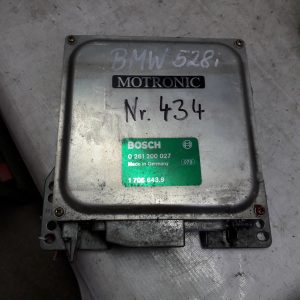 BMW 528i
MOTRONIC
Nr. 434
BOSCH
0 261 200 027
Made in Germany
1 706 643.9